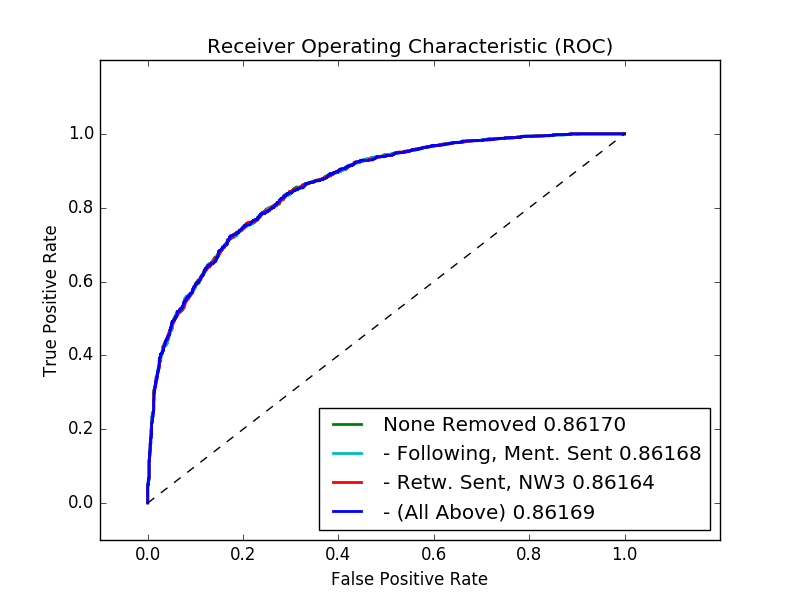 Receiver Operating Characteristic (ROC)
True Positive Rate
1.0
0.8
0.6
0.4
0.2
0.0
None Removed 0.86170
- Following, Ment. Sent 0.86168
- Retw. Sent, NW3 0.86164
- (All Above) 0.86169
0.0 0.2 0.4 0.6 0.8 1.0
False Positive Rate